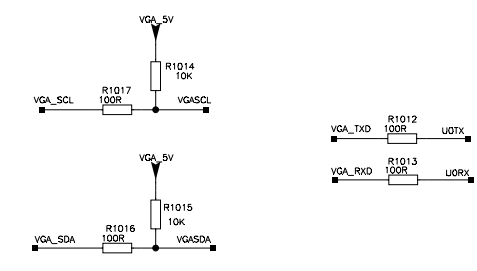 VGA_5V
R1014
10K
R1017
VGA_SCL
100R
VGASCL
R1012
VGA_TXD
100R
U0TX
R1013
VGA_RXD
100R
U0RX
VGA_5V
R1015
10K
R1016
VGA_SDA
100R
VGASDA